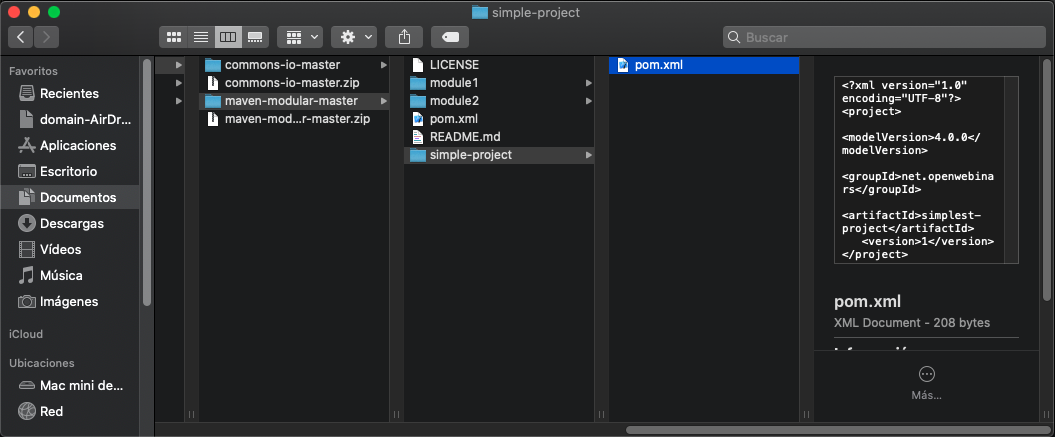 simple-project
Buscar
Favoritos
Recientes
domain-AirDr...
Aplicaciones
Escritorio
Documentos
Descargas
Vídeos
Música
Imágenes
iCloud
Ubicaciones
Mac mini de...
Red
commons-io-master
commons-io-master.zip
maven-modular-master
maven-mod...r-master.zip
LICENSE
module1
module2
pom.xml
README.md
simple-project
pom.xml
<?xml version="1.0"
encoding="UTF-8"?>
<project>
<modelVersion>4.0.0</
modelVersion>
<groupId>net.openwebina
rs</groupId>
<artifactId>simplest-
project</artifactId>
<version>1</version>
</project>
pom.xml
XML Document - 208 bytes
Más...